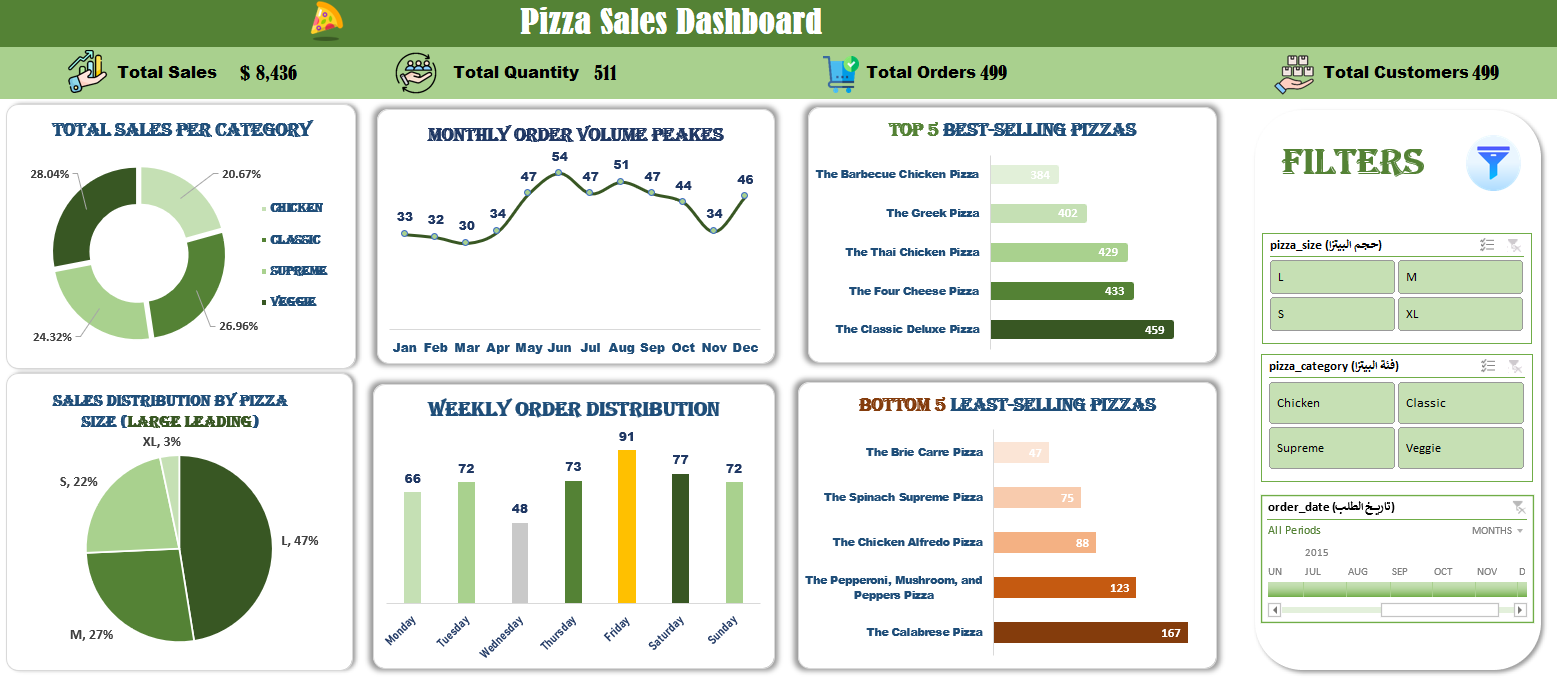 Pizza Sales Dashboard
Total Sales $ 8,436
Total Quantity 511
Total Orders 499
Total Customers 499
TOTAL SALES PER CATEGORY
28.04%
20.67%
24.32%
26.96%
CHICKEN
CLASSIC
SUPREME
VEGGIE
MONTHLY ORDER VOLUME PEAKES
33 32 30 34 47 54 47 51 47 44 34 46
Jan Feb Mar Apr May Jun Jul Aug Sep Oct Nov Dec
TOP 5 BEST-SELLING PIZZAS
The Barbecue Chicken Pizza 384
The Greek Pizza 402
The Thai Chicken Pizza 429
The Four Cheese Pizza 433
The Classic Deluxe Pizza 459
SALES DISTRIBUTION BY PIZZA
SIZE (LARGE LEADING)
XL, 3%
S, 22%
L, 47%
M, 27%
WEEKLY ORDER DISTRIBUTION
66 72 48 73 91 77 72
Monday Tuesday Wednesday Thursday Friday Saturday Sunday
BOTTOM 5 LEAST-SELLING PIZZAS
The Brie Carre Pizza 47
The Spinach Supreme Pizza 75
The Chicken Alfredo Pizza 88
The Pepperoni, Mushroom, and
Peppers Pizza 123
The Calabrese Pizza 167
FILTERS
pizza_size (حجم البيتزا)
L M
S XL
pizza_category (فئة البيتزا)
Chicken Classic
Supreme Veggie
order_date (تاريخ الطلب)
All Periods MONTHS
2015
UN JUL AUG SEP OCT NOV D